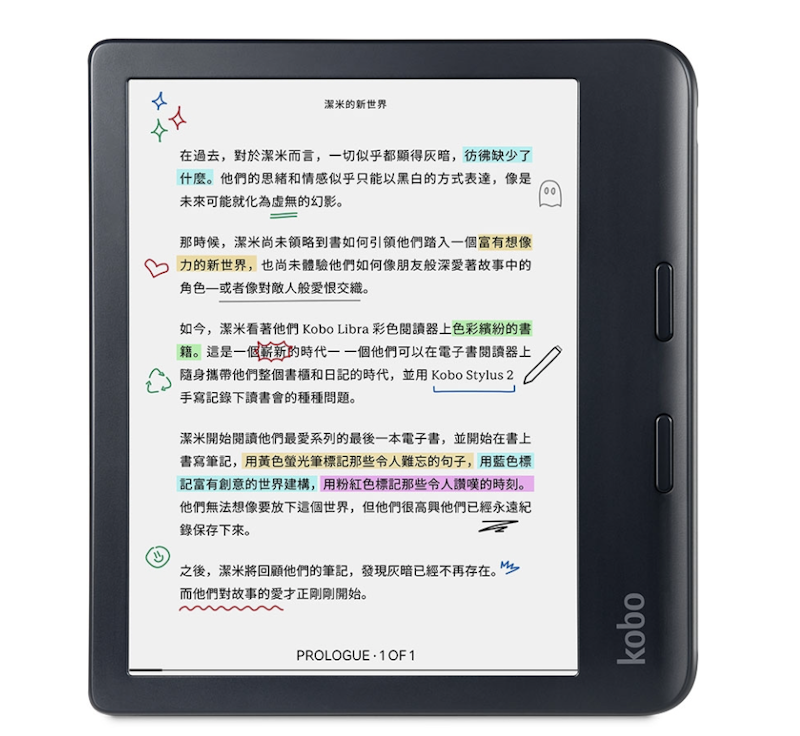 潔米的新世界
在過去，對於潔米而言，一切似乎都顯得灰暗，彷彿缺少了
什麼。他們的思緒和情感似乎只能以黑白的方式表達，像是
未來可能就化為虛無的幻影。
那時候，潔米尚未領略到書如何引領他們踏入一個富有想像
力的新世界，也尚未體驗他們如何像朋友般深愛著故事中的
角色—或者像對敵人般愛恨交織。
如今，潔米看著他們 Kobo Libra 彩色閱讀器上色彩繽紛的書
籍。這是一個嶄新的時代一 一個他們可以在電子書閱讀器上
隨身攜帶他們整個書櫃和日記的時代，並用 Kobo Stylus 2
手寫記錄下讀書會的種種問題。
潔米開始閱讀他們最愛系列的最後一本電子書，並開始在書上
書寫筆記，用黃色螢光筆標記那些令人難忘的句子，用藍色標
記富有創意的世界建構，用粉紅色標記那些令人讚嘆的時刻。
他們無法想像要放下這個世界，但他們很高興他們已經永遠紀
錄保存下來。
之後，潔米將回顧他們的筆記，發現灰暗已經不再存在。
而他們對故事的愛才正剛剛開始。
PROLOGUE · 1 OF 1
kobo